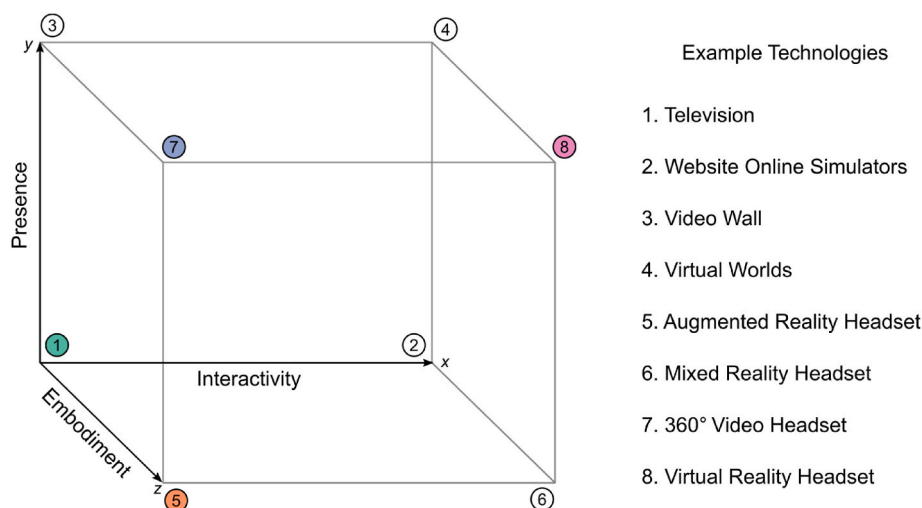 3
4
y
7
8
Presence
1
2
x
Interactivity
Embodiment
z
5
6
Example Technologies
1. Television
2. Website Online Simulators
3. Video Wall
4. Virtual Worlds
5. Augmented Reality Headset
6. Mixed Reality Headset
7. 360° Video Headset
8. Virtual Reality Headset